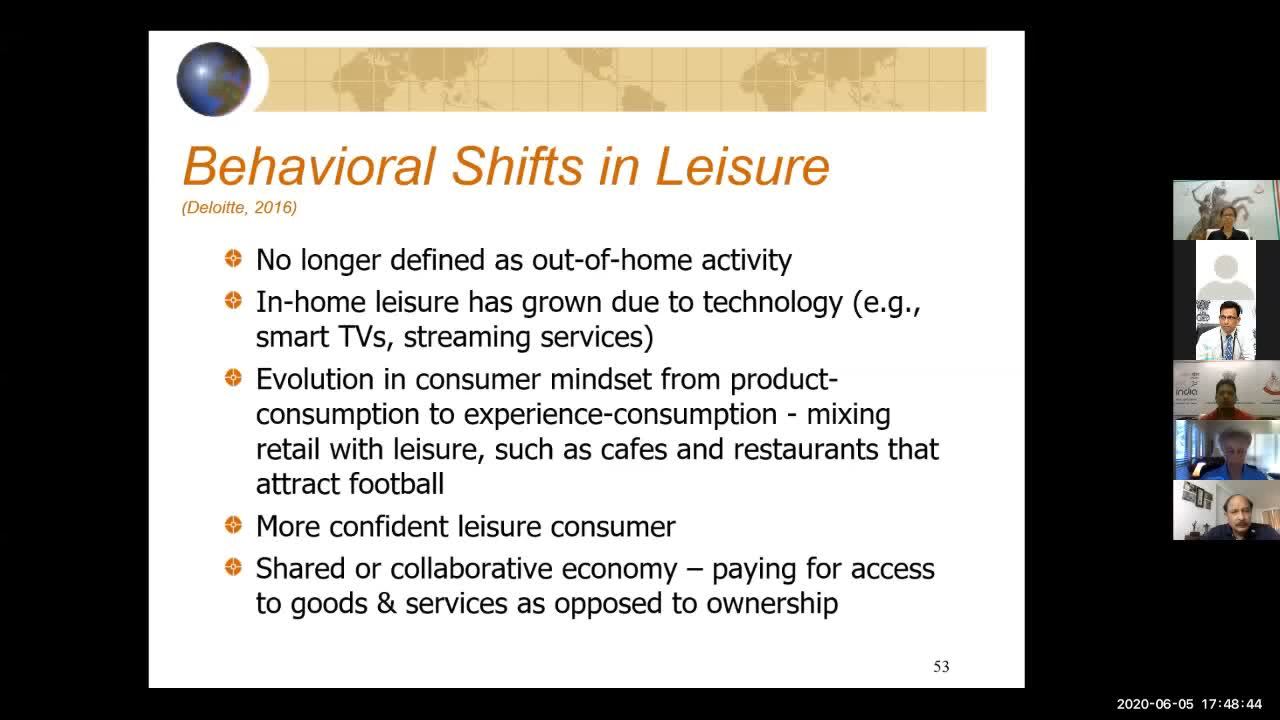 Behavioral Shifts in Leisure
(Deloitte, 2016)
No longer defined as out-of-home activity
In-home leisure has grown due to technology (e.g.,
smart TVs, streaming services)
Evolution in consumer mindset from product-
consumption to experience-consumption - mixing
retail with leisure, such as cafes and restaurants that
attract football
More confident leisure consumer
Shared or collaborative economy – paying for access
to goods & services as opposed to ownership
53
india
2020-06-05 17:48:44